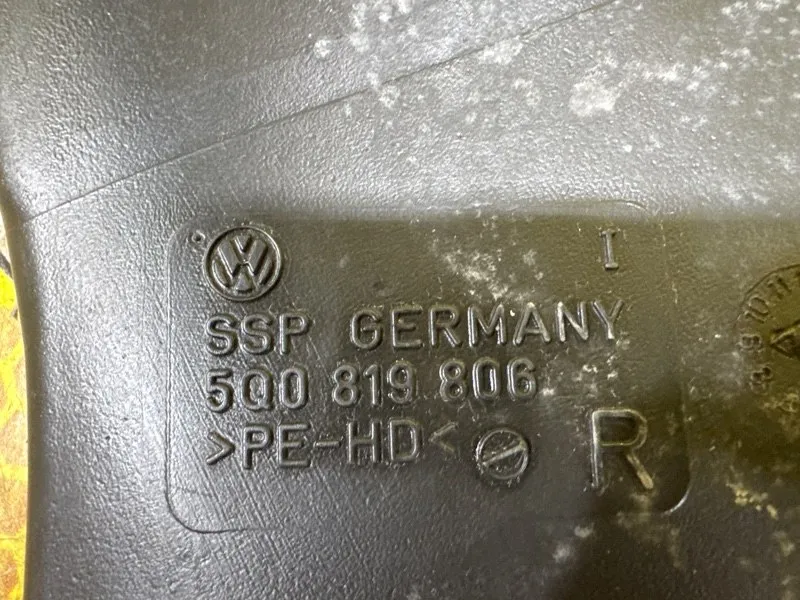 I
SSP GERMANY
5Q0 819 806
>PE-HD<
R